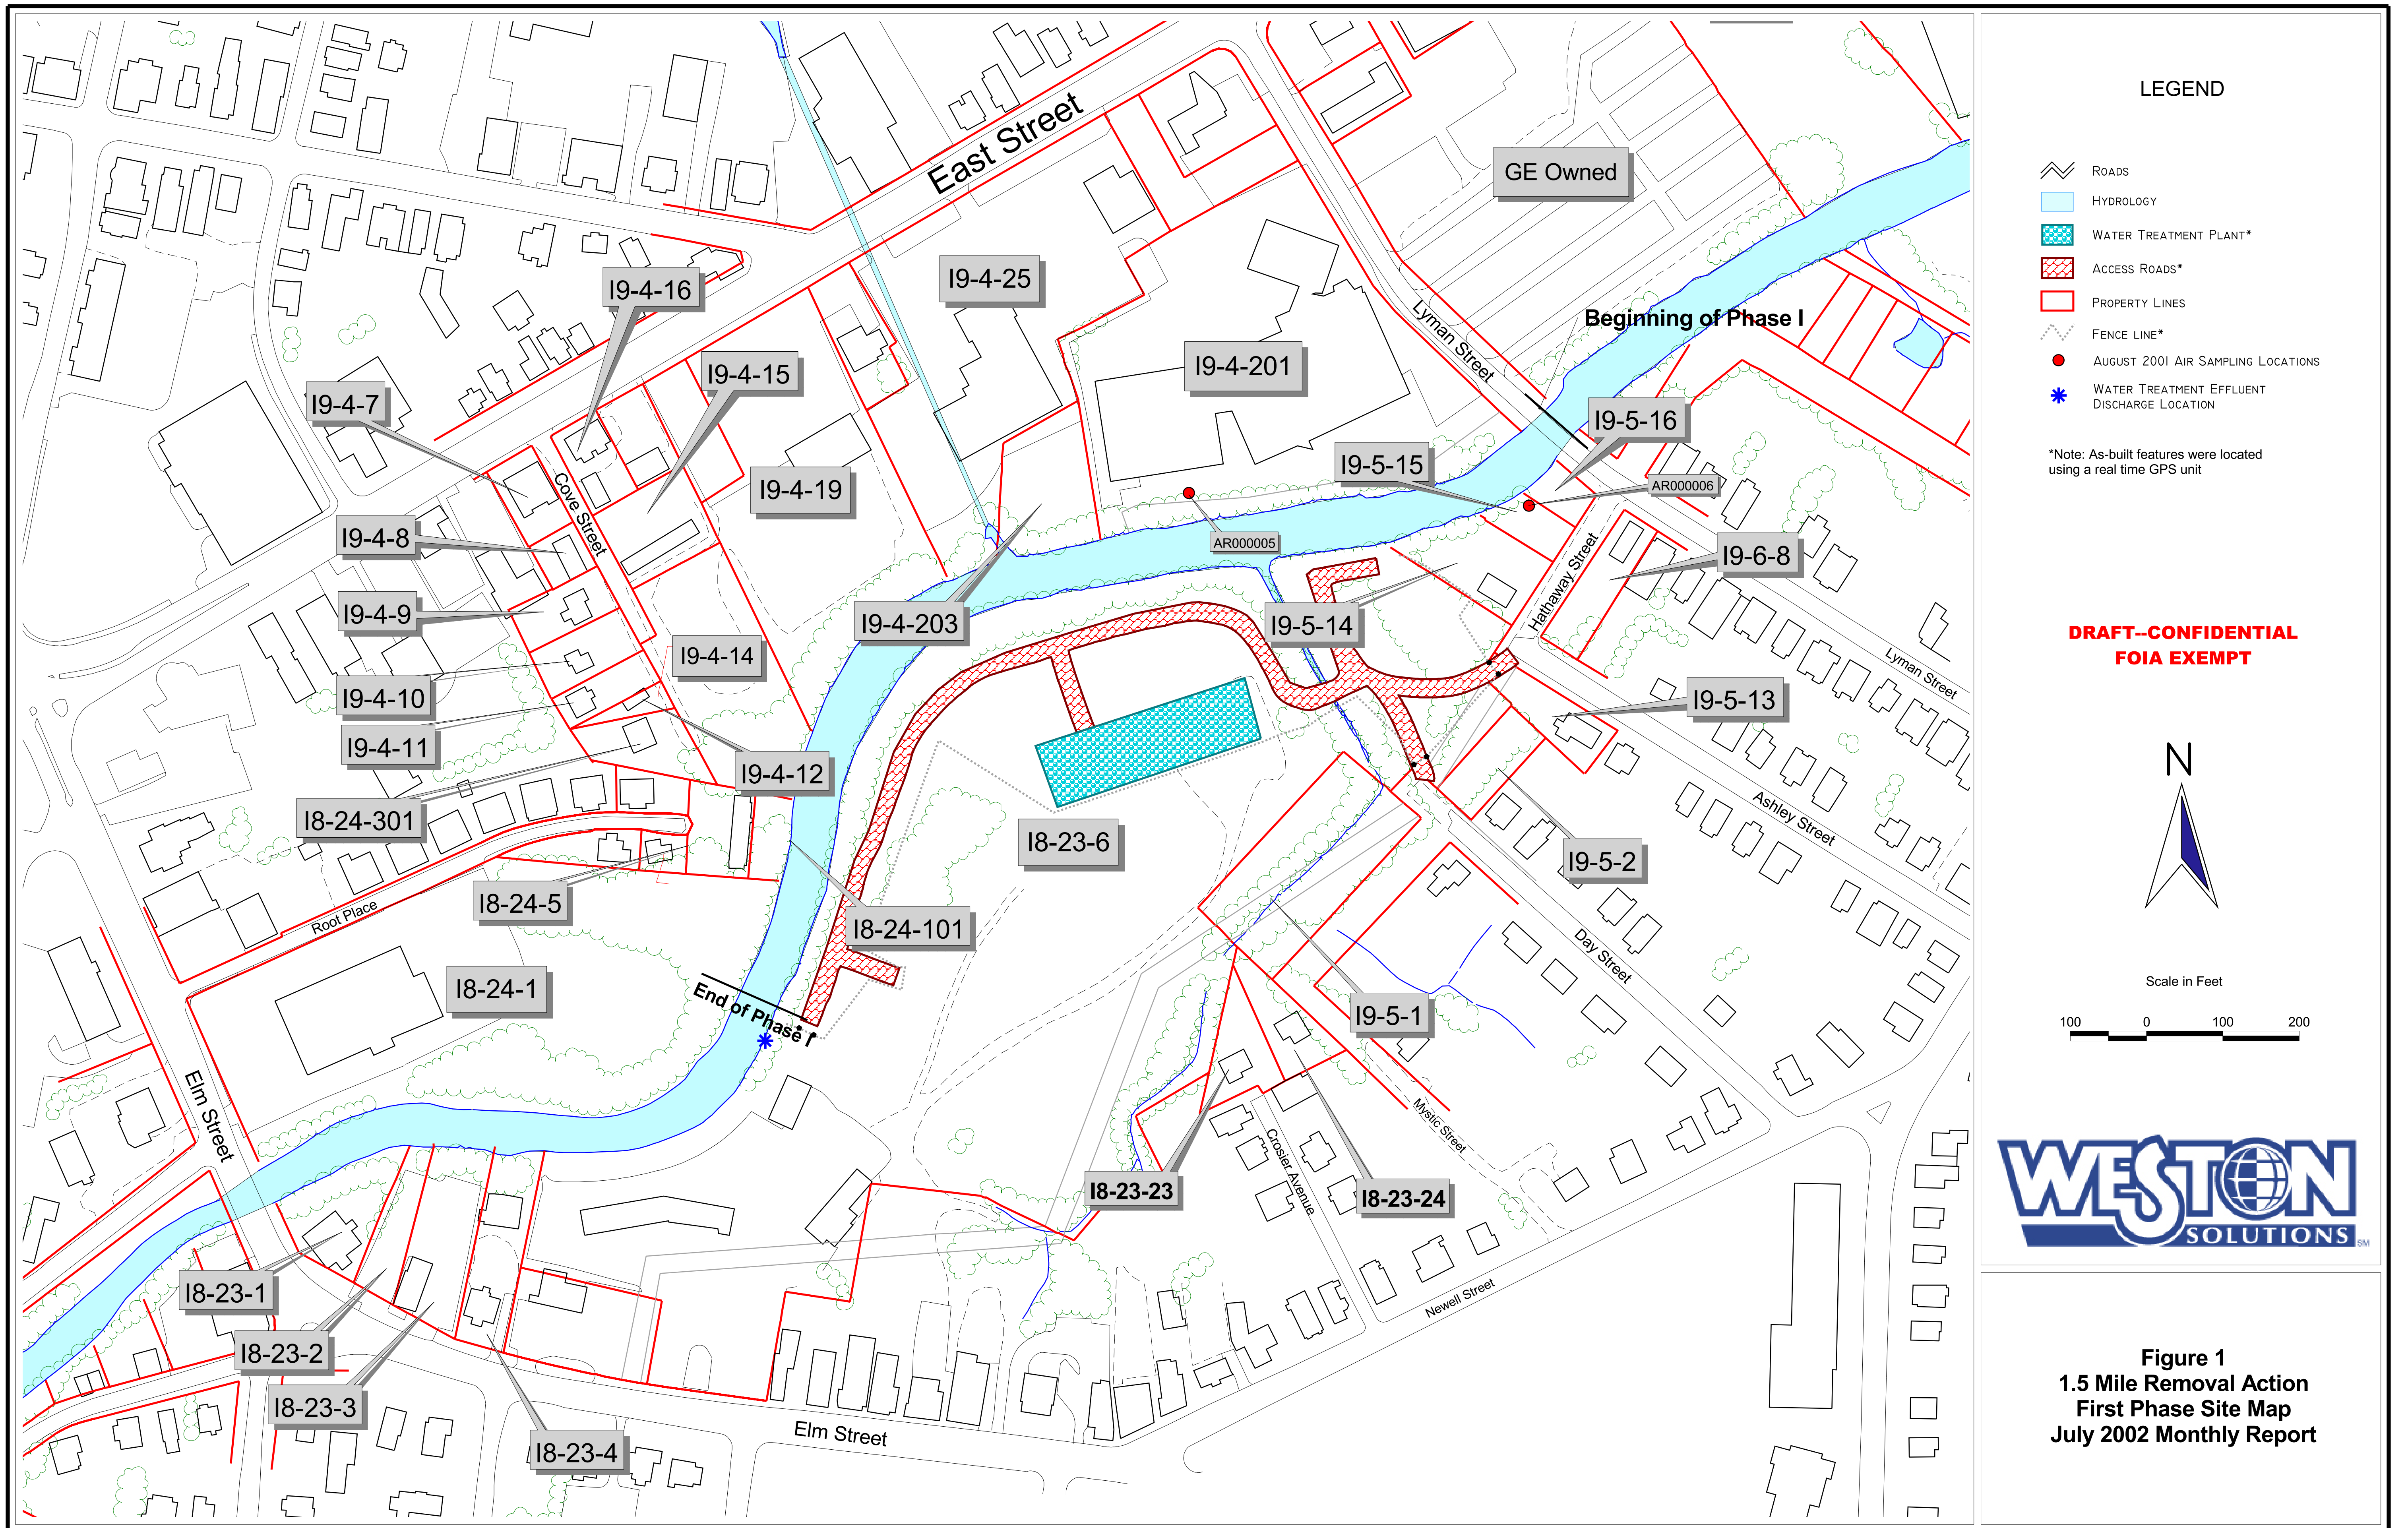 East Street
GE Owned
I9-4-25
I9-4-16
Beginning of Phase I
Lyman Street
I9-4-201
I9-4-15
I9-4-7
I9-5-16
I9-5-15
I9-4-19
AR000006
Cove Street
I9-4-8
AR000005
I9-6-8
Hathaway Street
I9-4-9
I9-4-203
I9-5-14
I9-4-14
Lyman Street
I9-4-10
I9-5-13
I9-4-11
I9-4-12
I8-24-301
Ashley Street
I8-23-6
I9-5-2
I8-24-5
Root Place
I8-24-101
Day Street
I8-24-1
End of Phase I
I9-5-1
Elm Street
Mystic Street
Crosier Avenue
I8-23-23
I8-23-24
I8-23-1
Newell Street
I8-23-2
I8-23-3
Elm Street
I8-23-4
LEGEND
ROADS
HYDROLOGY
WATER TREATMENT PLANT*
ACCESS ROADS*
PROPERTY LINES
FENCE LINE*
AUGUST 2001 AIR SAMPLING LOCATIONS
WATER TREATMENT EFFLUENT
DISCHARGE LOCATION
*Note: As-built features were located
using a real time GPS unit
DRAFT--CONFIDENTIAL
FOIA EXEMPT
N
Scale in Feet
100 0 100 200
WESTON
SOLUTIONS SM
Figure 1
1.5 Mile Removal Action
First Phase Site Map
July 2002 Monthly Report